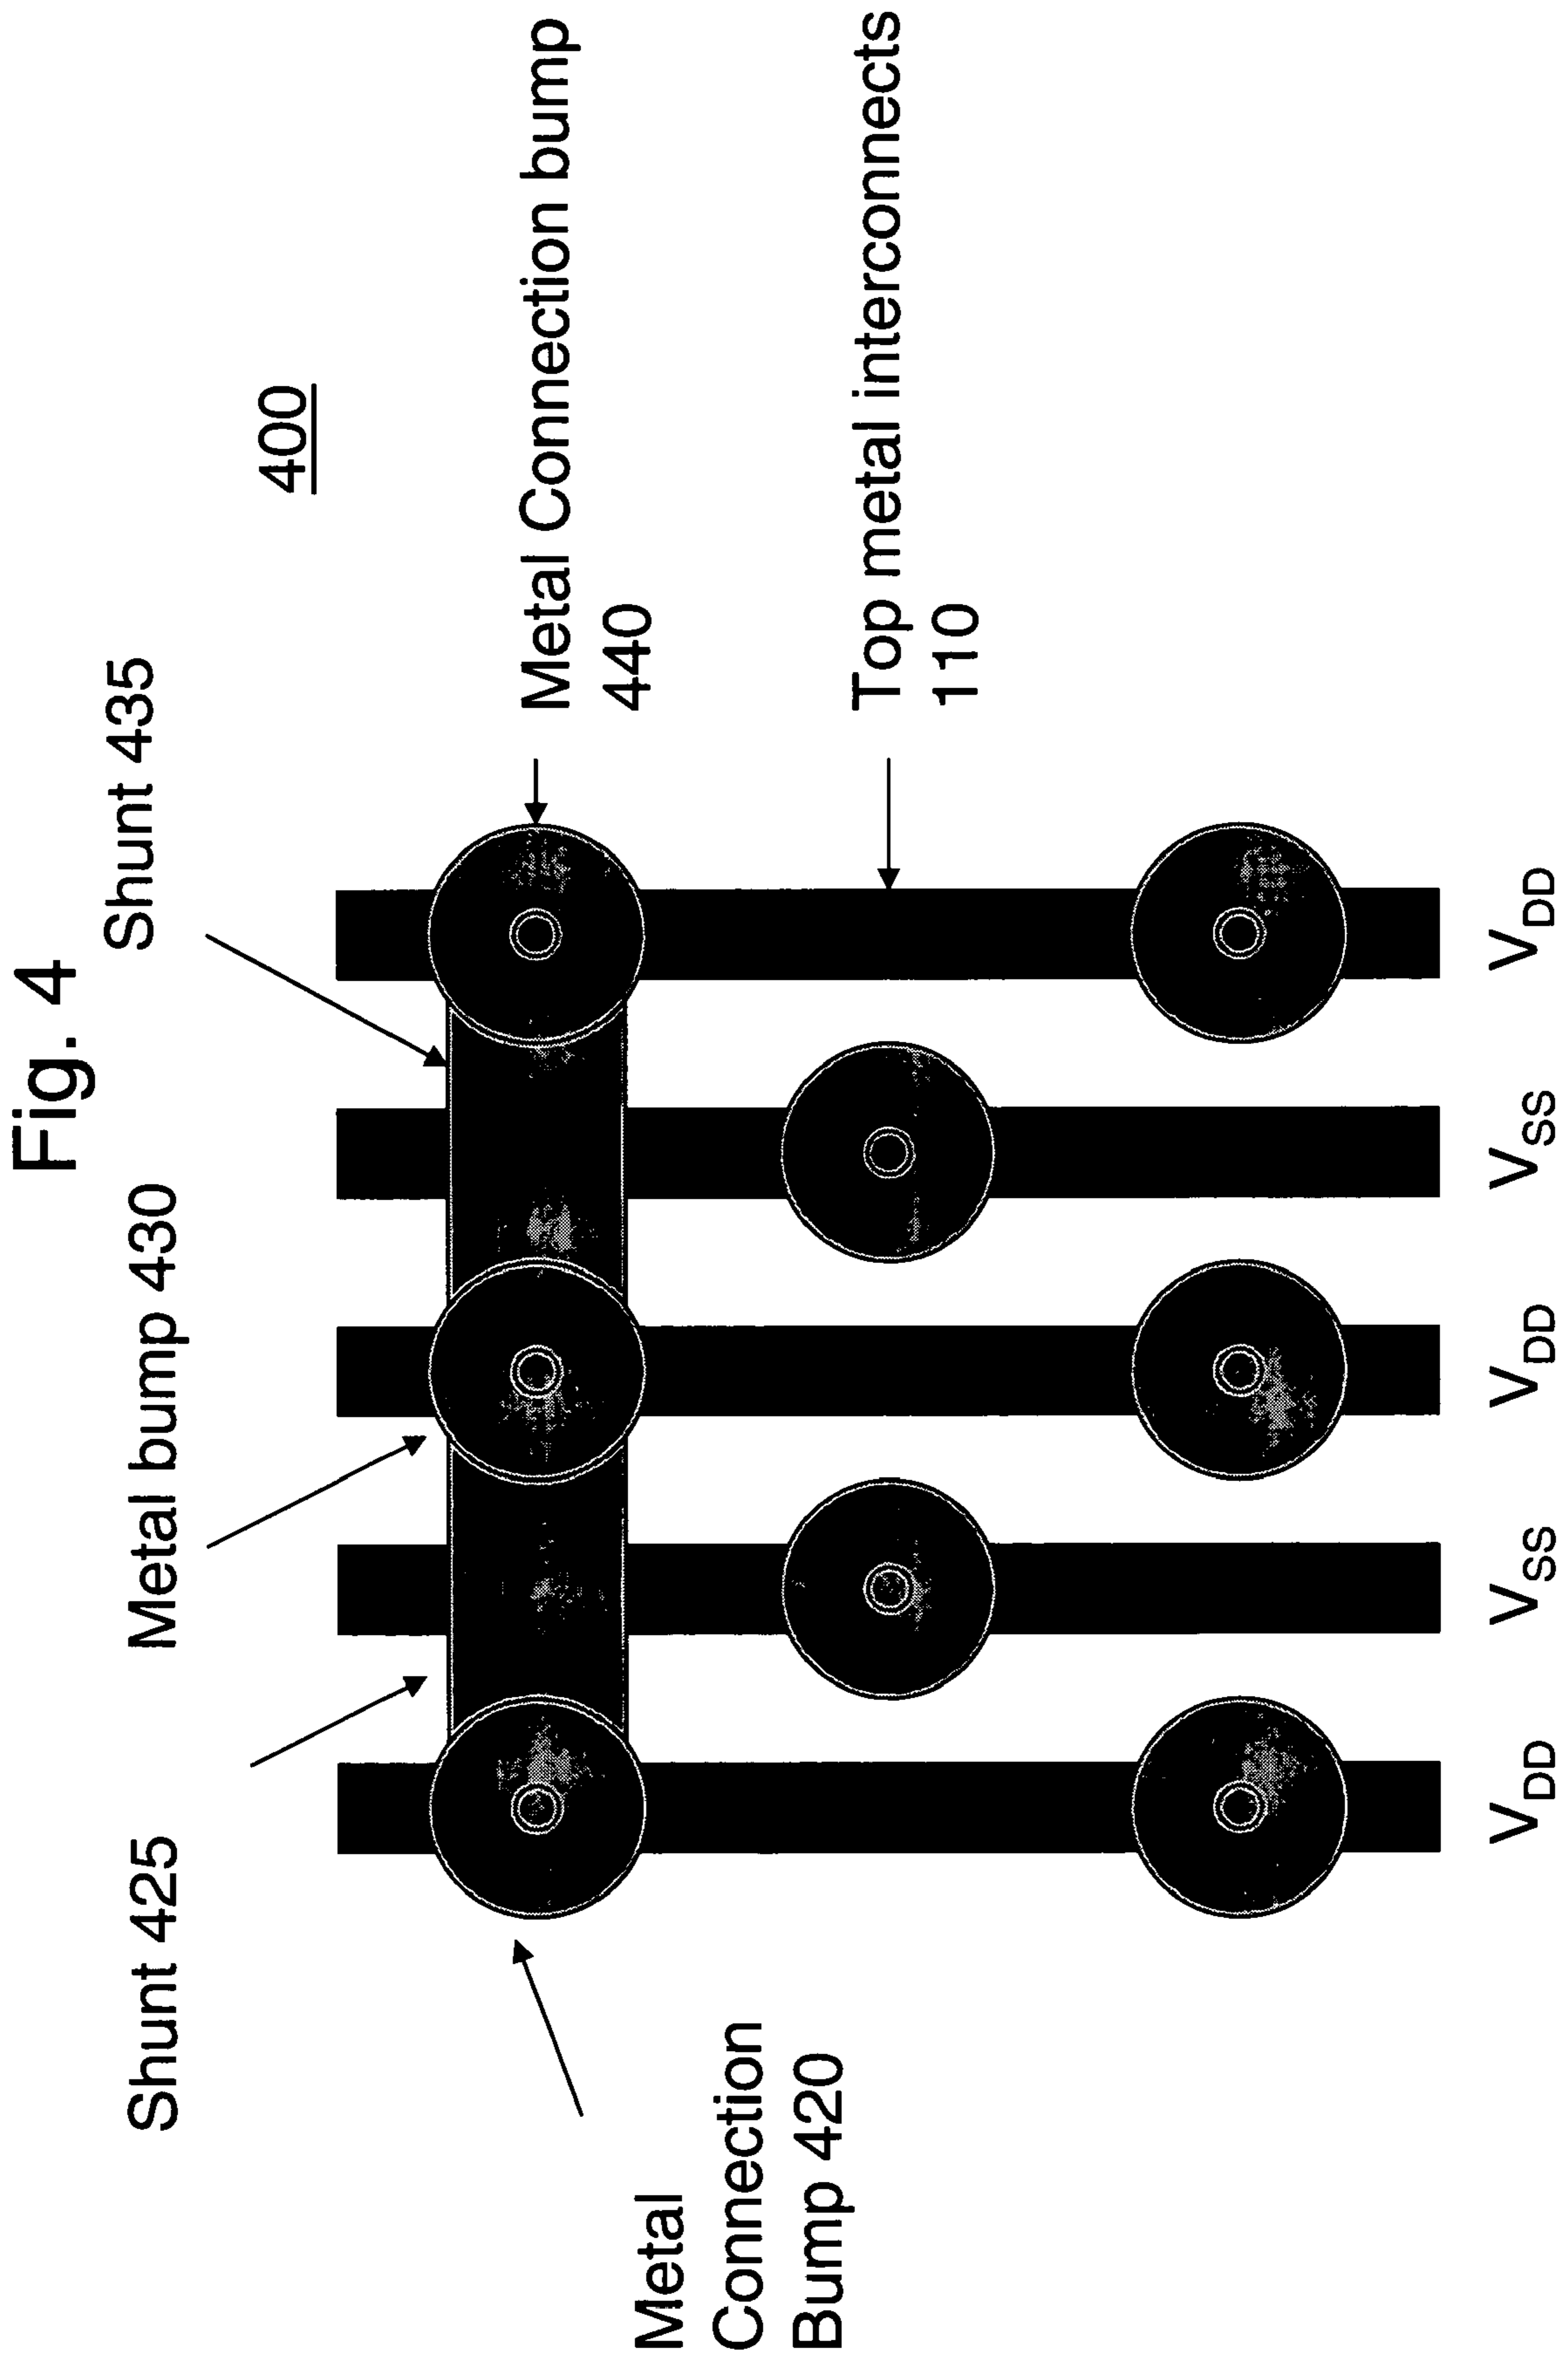 Fig. 4
400
Shunt 425
Metal bump 430
Shunt 435
Metal
Connection
Bump 420
Metal Connection bump
440
Top metal interconnects
110
VDD
VSS
VDD
VSS
VDD